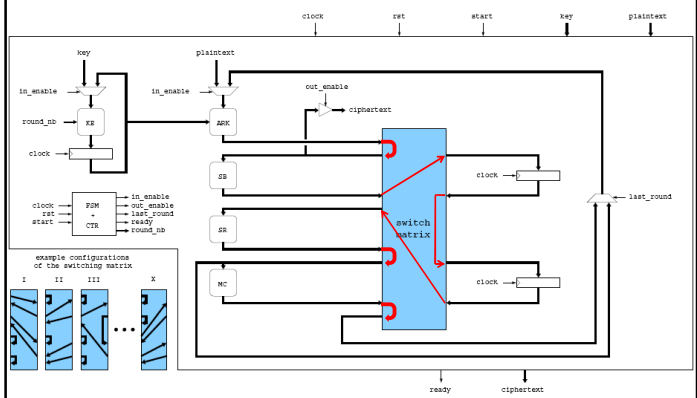 clock rst start key plaintext
key plaintext
in_enable in_enable out_enable
ciphertext
round_nb KE ARK
clock
SB clock
clock FSM in_enable
rst + out_enable
start CTR last_round
ready
round_nb
last_round
SR switch
matrix
example configurations
of the switching matrix
I II III X
MC clock
...
ready ciphertext